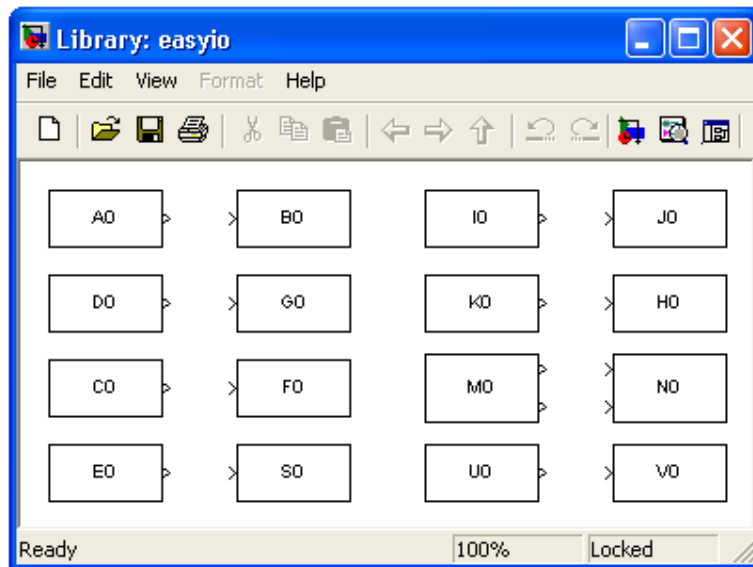 Library: easyio
File Edit View Format Help
A0 B0 I0 J0
D0 G0 K0 H0
C0 F0 M0 N0
E0 S0 U0 V0
Ready 100% Locked